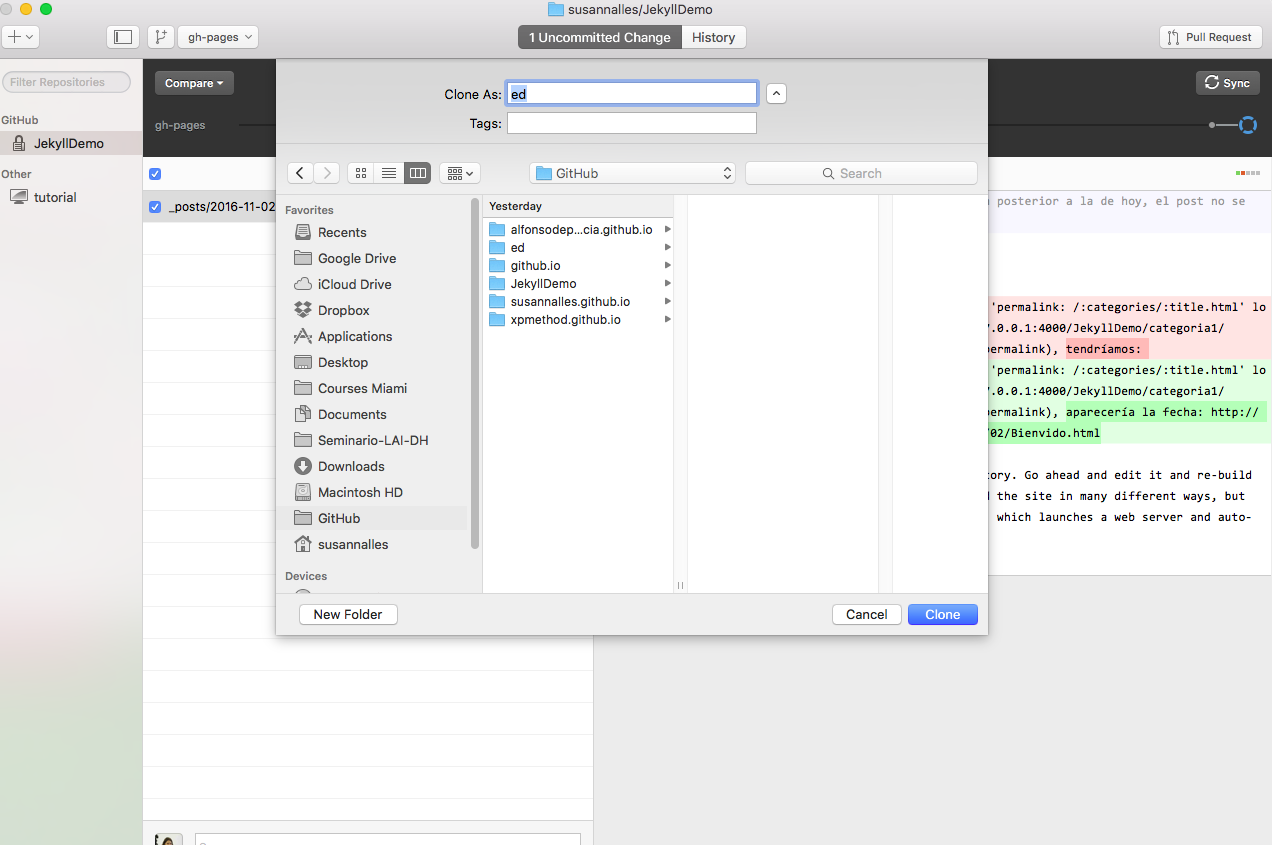 susannalles/JekyllDemo
gh-pages
1 Uncommitted Change
History
Pull Request
Filter Repositories
GitHub
JekyllDemo
Other
tutorial
Compare
Sync
gh-pages
_posts/2016-11-02
Clone As: ed
Tags:
GitHub
Search
Favorites
Recents
Google Drive
iCloud Drive
Dropbox
Applications
Desktop
Courses Miami
Documents
Seminario-LAI-DH
Downloads
Macintosh HD
GitHub
susannalles
Devices
Yesterday
alfonsodep...cia.github.io
ed
github.io
JekyllDemo
susannalles.github.io
xpmethod.github.io
New Folder
Cancel
Clone
posterior a la de hoy, el post no se
'permalink: /:categories/:title.html' lo
.0.0.1:4000/JekyllDemo/categoria1/
permalink), tendríamos:
'permalink: /:categories/:title.html' lo
.0.0.1:4000/JekyllDemo/categoria1/
permalink), aparecería la fecha: http://
02/Bienvido.html
ory. Go ahead and edit it and re-build
the site in many different ways, but
which launches a web server and auto-